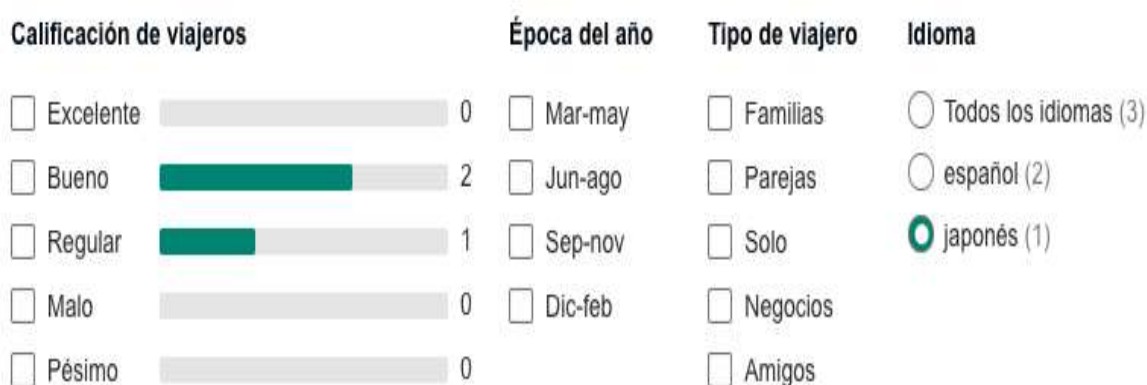 Calificación de viajeros
Excelente 0
Bueno 2
Regular 1
Malo 0
Pésimo 0
Época del año
Mar-may
Jun-ago
Sep-nov
Dic-feb
Tipo de viajero
Familias
Parejas
Solo
Negocios
Amigos
Idioma
Todos los idiomas (3)
español (2)
japonés (1)